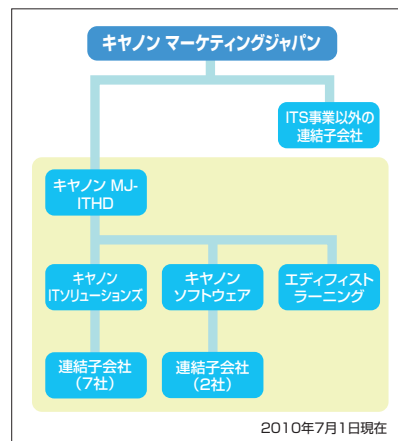 キヤノン マーケティングジャパン
ITS事業以外の
連結子会社
キヤノン MJ-
ITHD
キヤノン
ITソリューションズ
キヤノン
ソフトウェア
エディフィスト
ラーニング
連結子会社
(7社)
連結子会社
(2社)
2010年7月1日現在